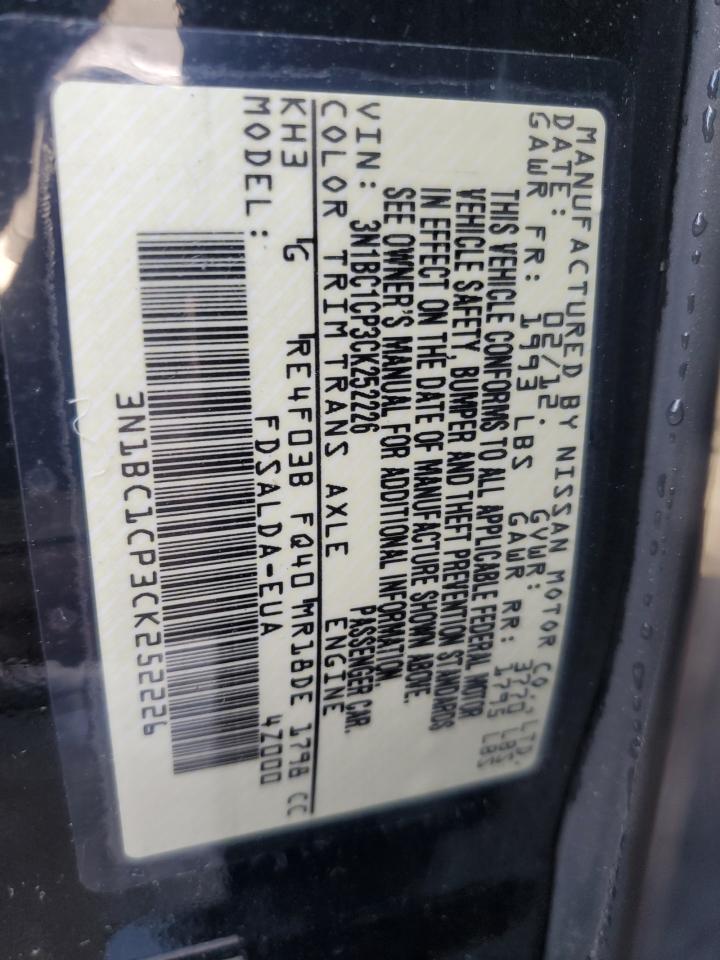 MANUFACTURED BY NISSAN MOTOR CO., LTD.
DATE: 02/12. GVWR: 3770 LBS
GAWR FR: 1993 LBS GAWR RR: 1795 LBS
THIS VEHICLE CONFORMS TO ALL APPLICABLE FEDERAL MOTOR
VEHICLE SAFETY, BUMPER AND THEFT PREVENTION STANDARDS
IN EFFECT ON THE DATE OF MANUFACTURE SHOWN ABOVE.
SEE OWNER'S MANUAL FOR ADDITIONAL INFORMATION.
VIN: 3N1BC1CP3CK252226 PASSENGER CAR.
COLOR TRIM TRANS AXLE ENGINE
KH3 G RE4F03B FQ40 MR18DE 1798 CC
MODEL: FDSALDA-EUA 4Z000
3N1BC1CP3CK252226